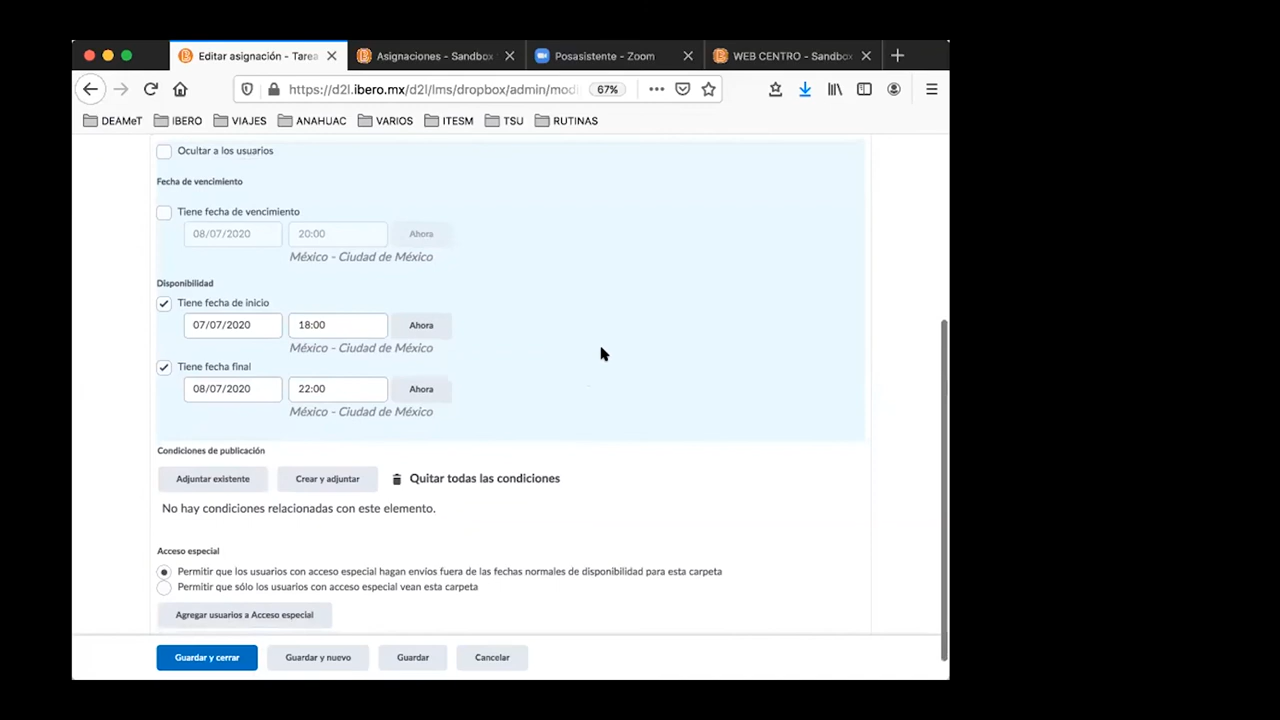 Editar asignación - Tarea
Asignaciones - Sandbox
Posasistente - Zoom
WEB CENTRO - Sandbox
https://d2l.ibero.mx/d2l/lms/dropbox/admin/mod
67%
DEAMeT
IBERO
VIAJES
ANAHUAC
VARIOS
ITESM
TSU
RUTINAS
Ocultar a los usuarios
Fecha de vencimiento
Tiene fecha de vencimiento
08/07/2020 20:00 Ahora
México - Ciudad de México
Disponibilidad
Tiene fecha de inicio
07/07/2020 18:00 Ahora
México - Ciudad de México
Tiene fecha final
08/07/2020 22:00 Ahora
México - Ciudad de México
Condiciones de publicación
Adjuntar existente Crear y adjuntar Quitar todas las condiciones
No hay condiciones relacionadas con este elemento.
Acceso especial
Permitir que los usuarios con acceso especial hagan envíos fuera de las fechas normales de disponibilidad para esta carpeta
Permitir que sólo los usuarios con acceso especial vean esta carpeta
Agregar usuarios a Acceso especial
Guardar y cerrar Guardar y nuevo Guardar Cancelar